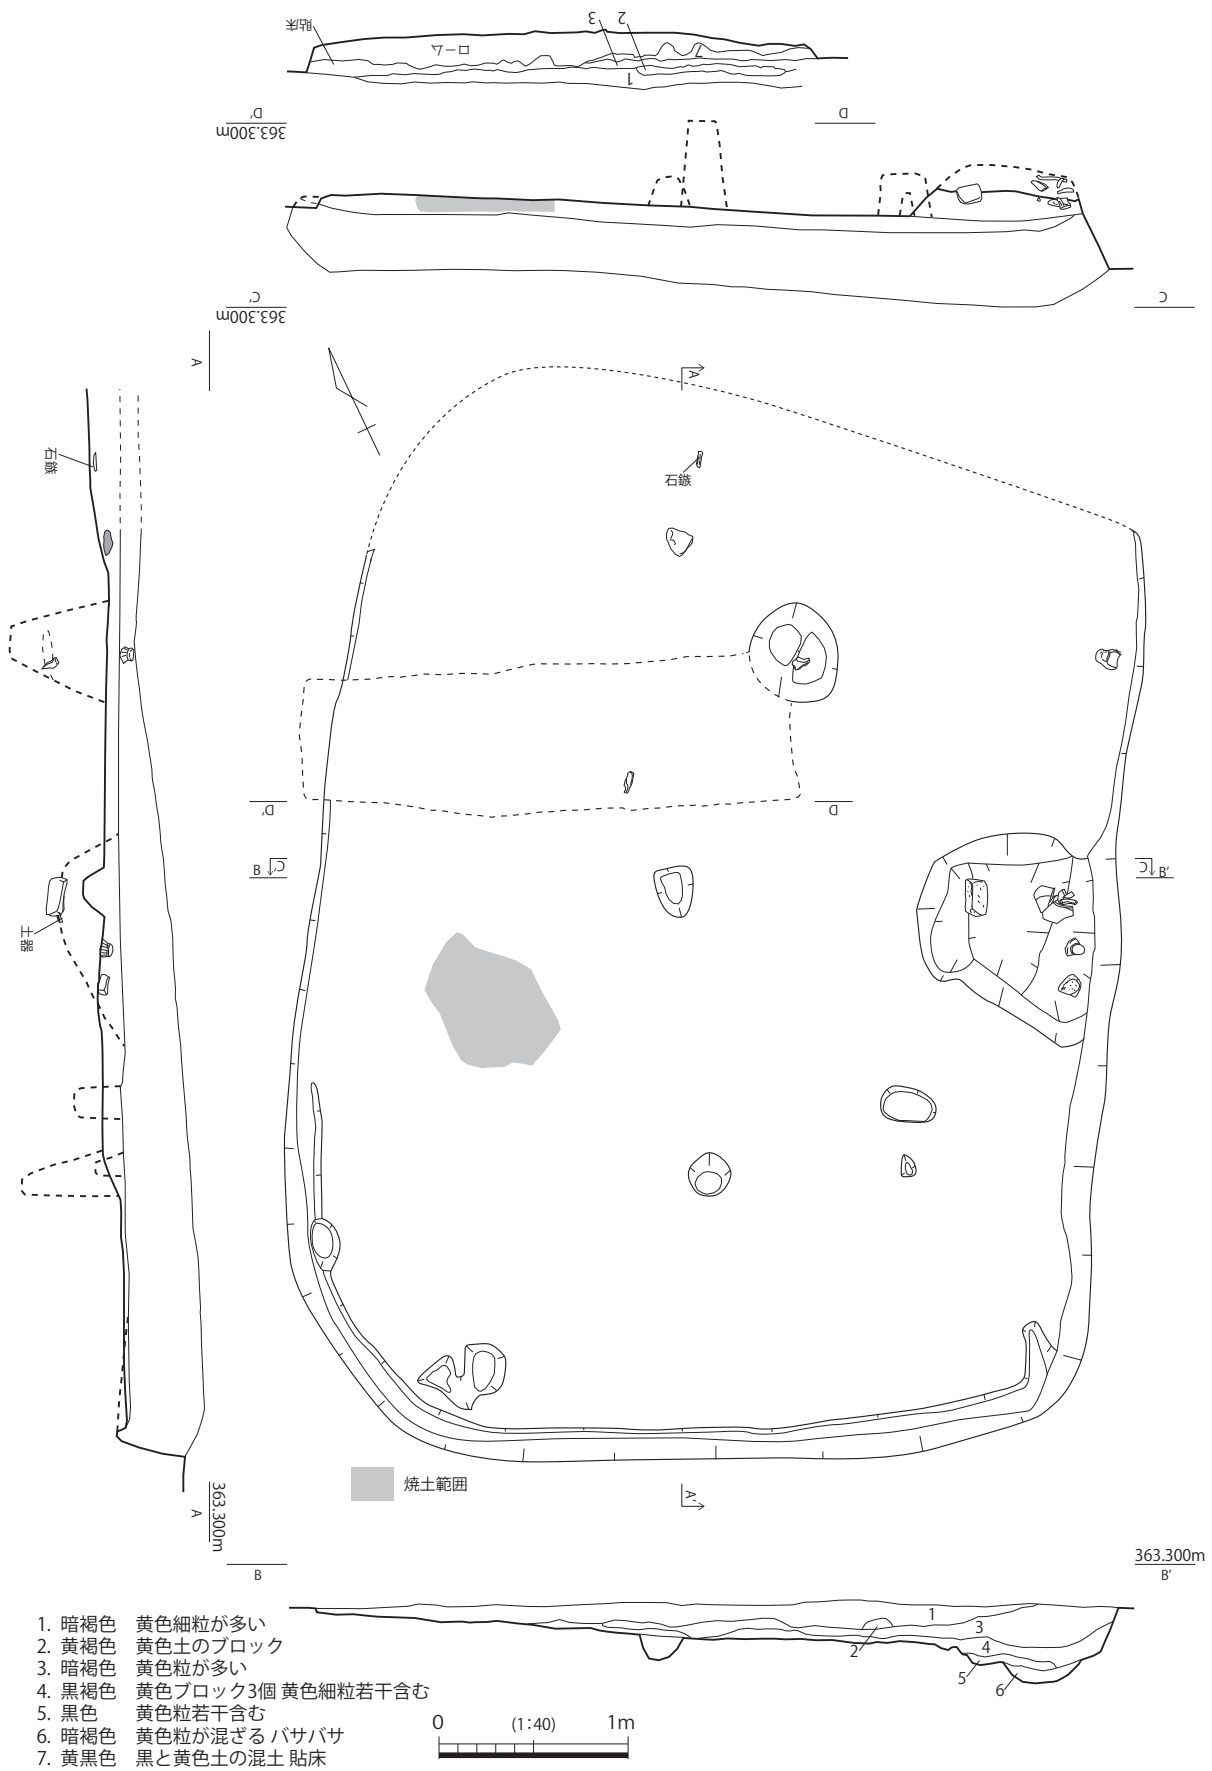 貼床
ローム
3
2
7
1
D'
363.300m
D
C'
363.300m
C
A
A
石鏃
石鏃
土器
D'
D
B
C'
C
B'
焼土範囲
A'
363.300m
A
B
363.300m
B'
1
3
2
4
5
6
1. 暗褐色 黄色細粒が多い
2. 黄褐色 黄色土のブロック
3. 暗褐色 黄色粒が多い
4. 黒褐色 黄色ブロック3個 黄色細粒若干含む
5. 黒色 黄色粒若干含む
6. 暗褐色 黄色粒が混ざる バサバサ
7. 黄黒色 黒と黄色土の混土 貼床
0 (1:40) 1m